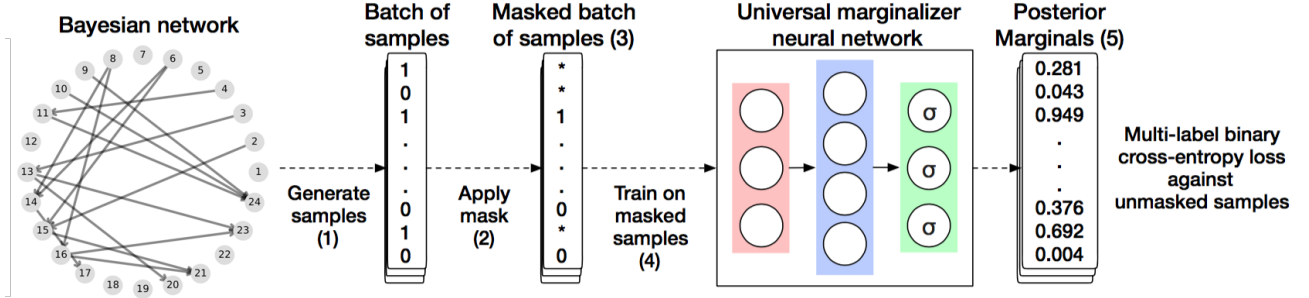 Bayesian network
1
2
3
4
5
6
7
8
9
10
11
12
13
14
15
16
17
18
19
20
21
22
23
24
Generate
samples
(1)
Batch of
samples
1
0
1
.
.
.
0
1
0
Apply
mask
(2)
Masked batch
of samples (3)
*
*
1
.
.
.
0
*
0
Train on
masked
samples
(4)
Universal marginalizer
neural network
σ
σ
σ
Posterior
Marginals (5)
0.281
0.043
0.949
.
.
.
0.376
0.692
0.004
Multi-label binary
cross-entropy loss
against
unmasked samples